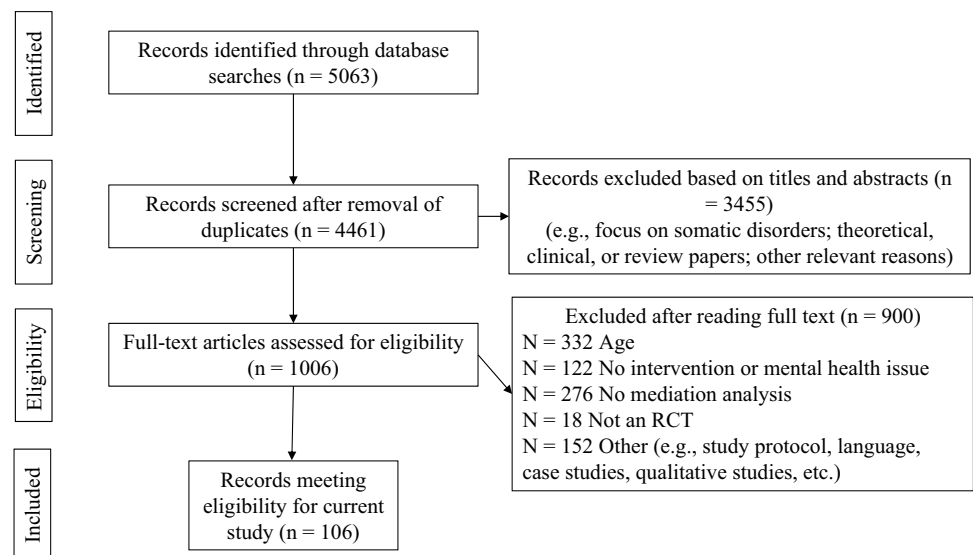 Identified
Records identified through database
searches (n = 5063)
Screening
Records screened after removal of
duplicates (n = 4461)
Records excluded based on titles and abstracts (n
= 3455)
(e.g., focus on somatic disorders; theoretical,
clinical, or review papers; other relevant reasons)
Eligibility
Full-text articles assessed for eligibility
(n = 1006)
Excluded after reading full text (n = 900)
N = 332 Age
N = 122 No intervention or mental health issue
N = 276 No mediation analysis
N = 18 Not an RCT
N = 152 Other (e.g., study protocol, language,
case studies, qualitative studies, etc.)
Included
Records meeting
eligibility for current
study (n = 106)